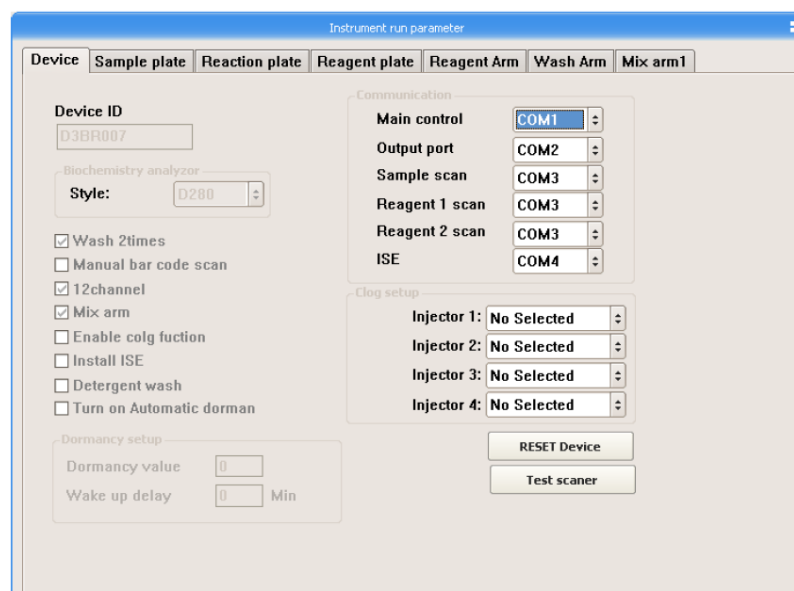 Instrument run parameter
Device Sample plate Reaction plate Reagent plate Reagent Arm Wash Arm Mix arm1
Device ID
D3BR007
Biochemistry analyzor
Style: D280
Wash 2times
Manual bar code scan
12channel
Mix arm
Enable colg fuction
Install ISE
Detergent wash
Turn on Automatic dorman
Dormancy setup
Dormancy value 0
Wake up delay 0 Min
Communication
Main control COM1
Output port COM2
Sample scan COM3
Reagent 1 scan COM3
Reagent 2 scan COM3
ISE COM4
Clog setup
Injector 1: No Selected
Injector 2: No Selected
Injector 3: No Selected
Injector 4: No Selected
RESET Device
Test scaner